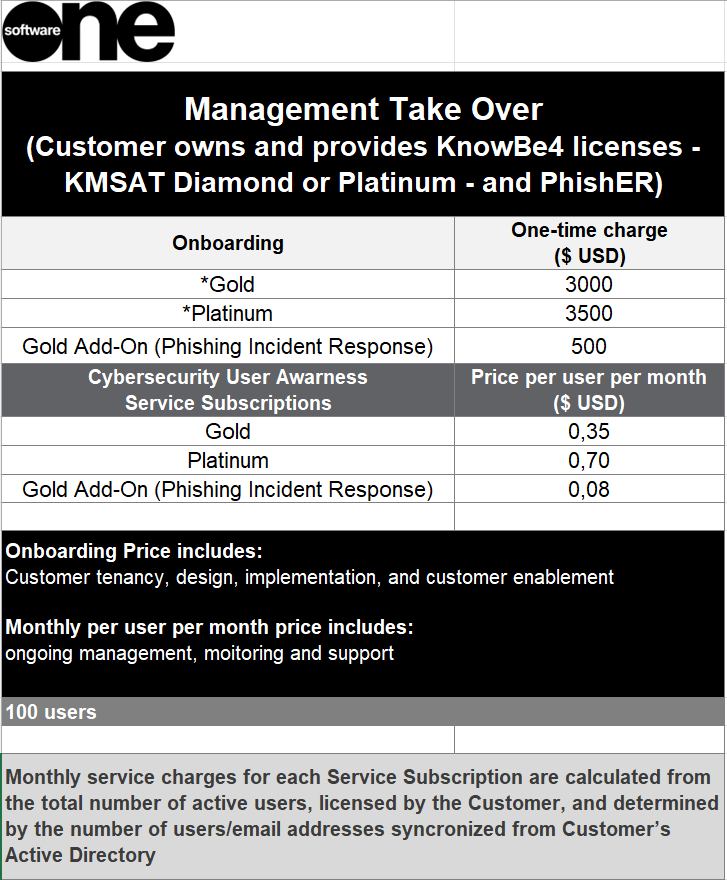 software
one
Management Take Over
(Customer owns and provides KnowBe4 licenses -
KMSAT Diamond or Platinum - and PhishER)
Onboarding
One-time charge
($ USD)
*Gold
3000
*Platinum
3500
Gold Add-On (Phishing Incident Response)
500
Cybersecurity User Awarness
Service Subscriptions
Price per user per month
($ USD)
Gold
0,35
Platinum
0,70
Gold Add-On (Phishing Incident Response)
0,08
Onboarding Price includes:
Customer tenancy, design, implementation, and customer enablement
Monthly per user per month price includes:
ongoing management, moitoring and support
100 users
Monthly service charges for each Service Subscription are calculated from
the total number of active users, licensed by the Customer, and determined
by the number of users/email addresses syncronized from Customer’s
Active Directory